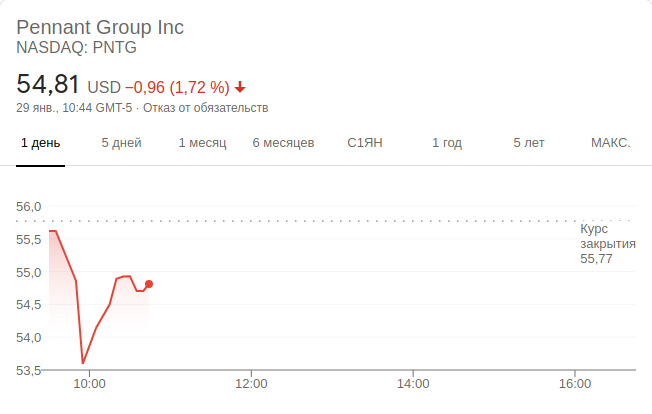 Pennant Group Inc
NASDAQ: PNTG
54,81 USD −0,96 (1,72 %)
29 янв., 10:44 GMT-5 · Отказ от обязательств
1 день 5 дней 1 месяц 6 месяцев С1ЯН 1 год 5 лет МАКС.
56,0
Курс
закрытия
55,77
55,5
55,0
54,5
54,0
53,5
10:00 12:00 14:00 16:00